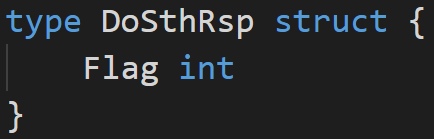 type DoSthRsp struct {
    Flag int
}